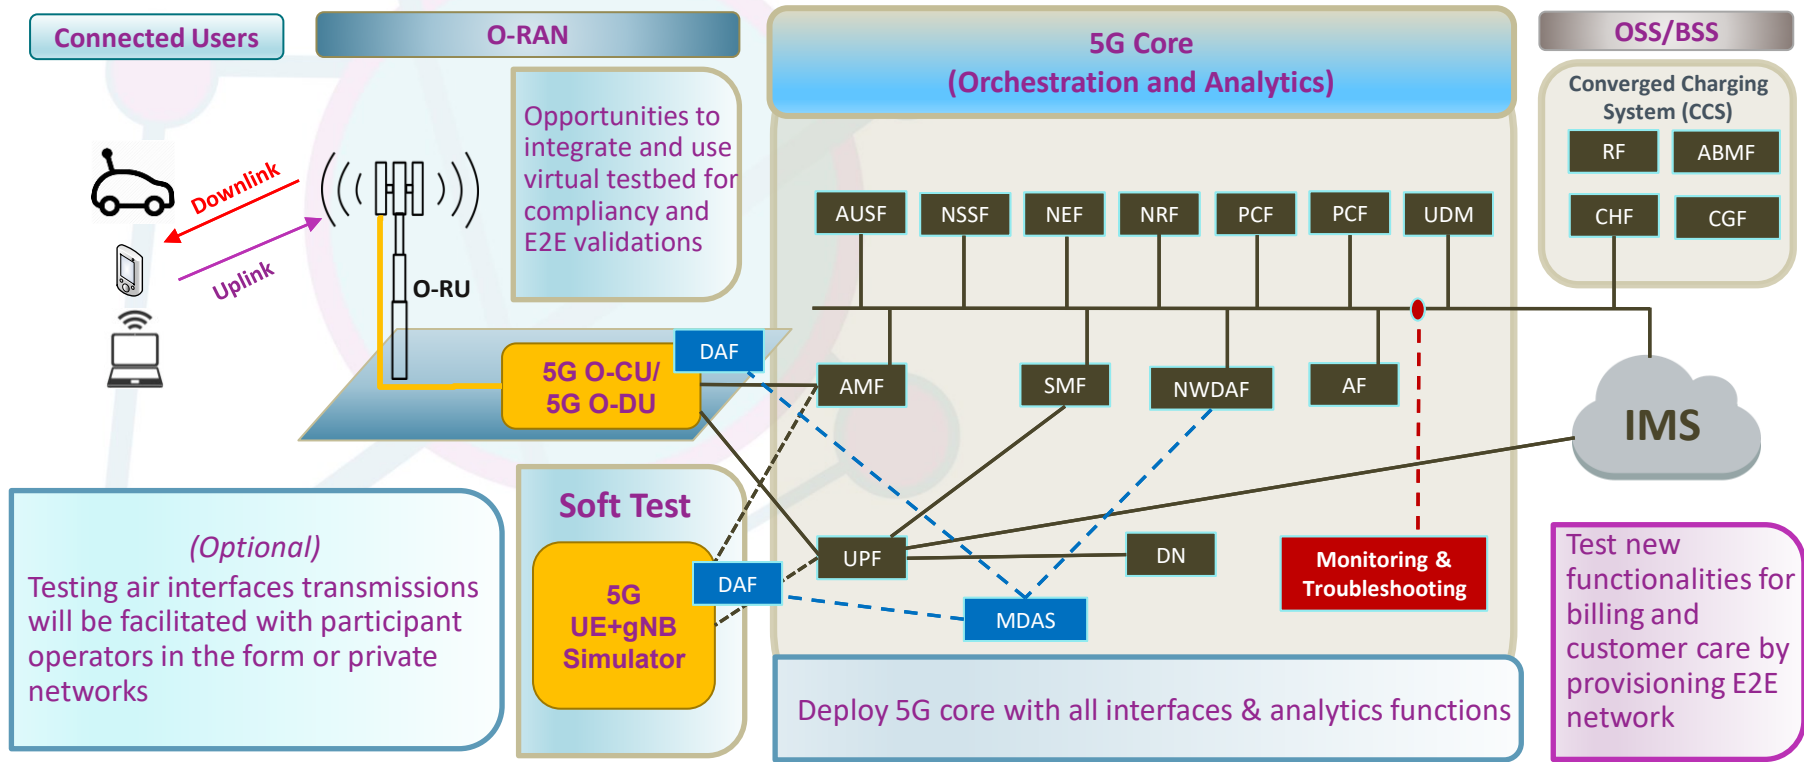 Connected Users
O-RAN
5G Core
(Orchestration and Analytics)
OSS/BSS
Opportunities to
integrate and use
virtual testbed for
compliancy and
E2E validations
Converged Charging
System (CCS)
RF
ABMF
CHF
CGF
Downlink
Uplink
O-RU
AUSF
NSSF
NEF
NRF
PCF
PCF
UDM
DAF
5G O-CU/
5G O-DU
AMF
SMF
NWDAF
AF
IMS
Soft Test
5G
UE+gNB
Simulator
DAF
UPF
DN
MDAS
Monitoring &
Troubleshooting
(Optional)
Testing air interfaces transmissions
will be facilitated with participant
operators in the form or private
networks
Deploy 5G core with all interfaces & analytics functions
Test new
functionalities for
billing and
customer care by
provisioning E2E
network